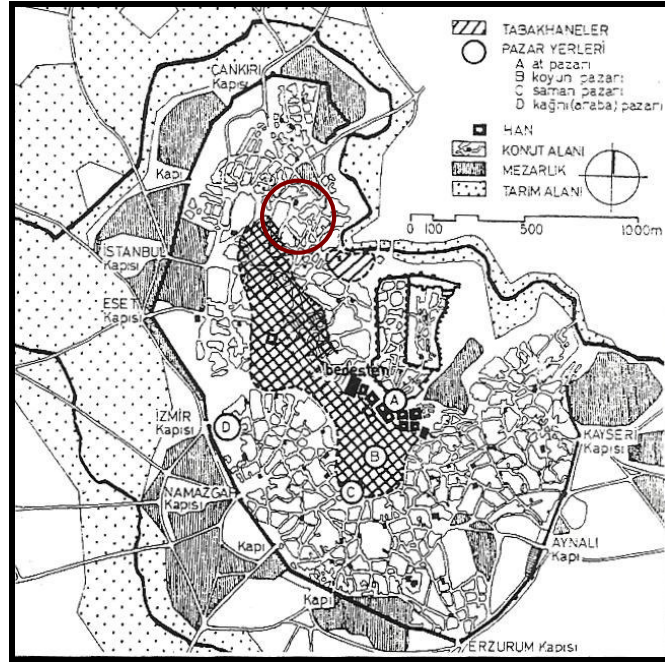 TABAKHANELER
PAZAR YERLERİ
A at pazarı
B koyun pazarı
C saman pazarı
D kağnı(araba) pazarı
HAN
KONUT ALANI
MEZARLIK
TARIM ALANI
0 100 500 1000m
ÇANKIRI
Kapısı
Kapı
İSTANBUL
Kapısı
ESET
Kapısı
bedesten
A
İZMİR
Kapısı
D
KAYSERİ
KAPISI
B
NAMAZGAH
Kapısı
C
Kapı
AYNALI
Kapı
Kapı
ERZURUM Kapısı